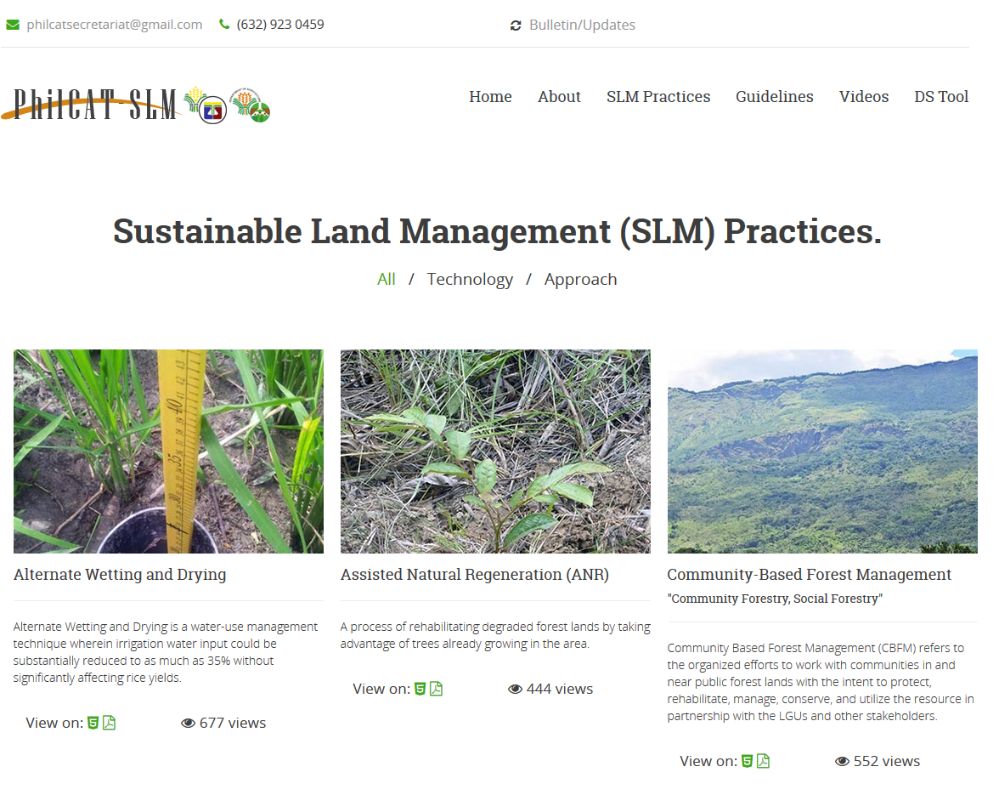 philcatsecretariat@gmail.com (632) 923 0459 Bulletin/Updates
PhilCAT-SLM
Home About SLM Practices Guidelines Videos DS Tool
Sustainable Land Management (SLM) Practices.
All / Technology / Approach
Alternate Wetting and Drying
Alternate Wetting and Drying is a water-use management
technique wherein irrigation water input could be
substantially reduced to as much as 35% without
significantly affecting rice yields.
View on: 677 views
Assisted Natural Regeneration (ANR)
A process of rehabilitating degraded forest lands by taking
advantage of trees already growing in the area.
View on: 444 views
Community-Based Forest Management
"Community Forestry, Social Forestry"
Community Based Forest Management (CBFM) refers to
the organized efforts to work with communities in and
near public forest lands with the intent to protect,
rehabilitate, manage, conserve, and utilize the resource in
partnership with the LGUs and other stakeholders.
View on: 552 views